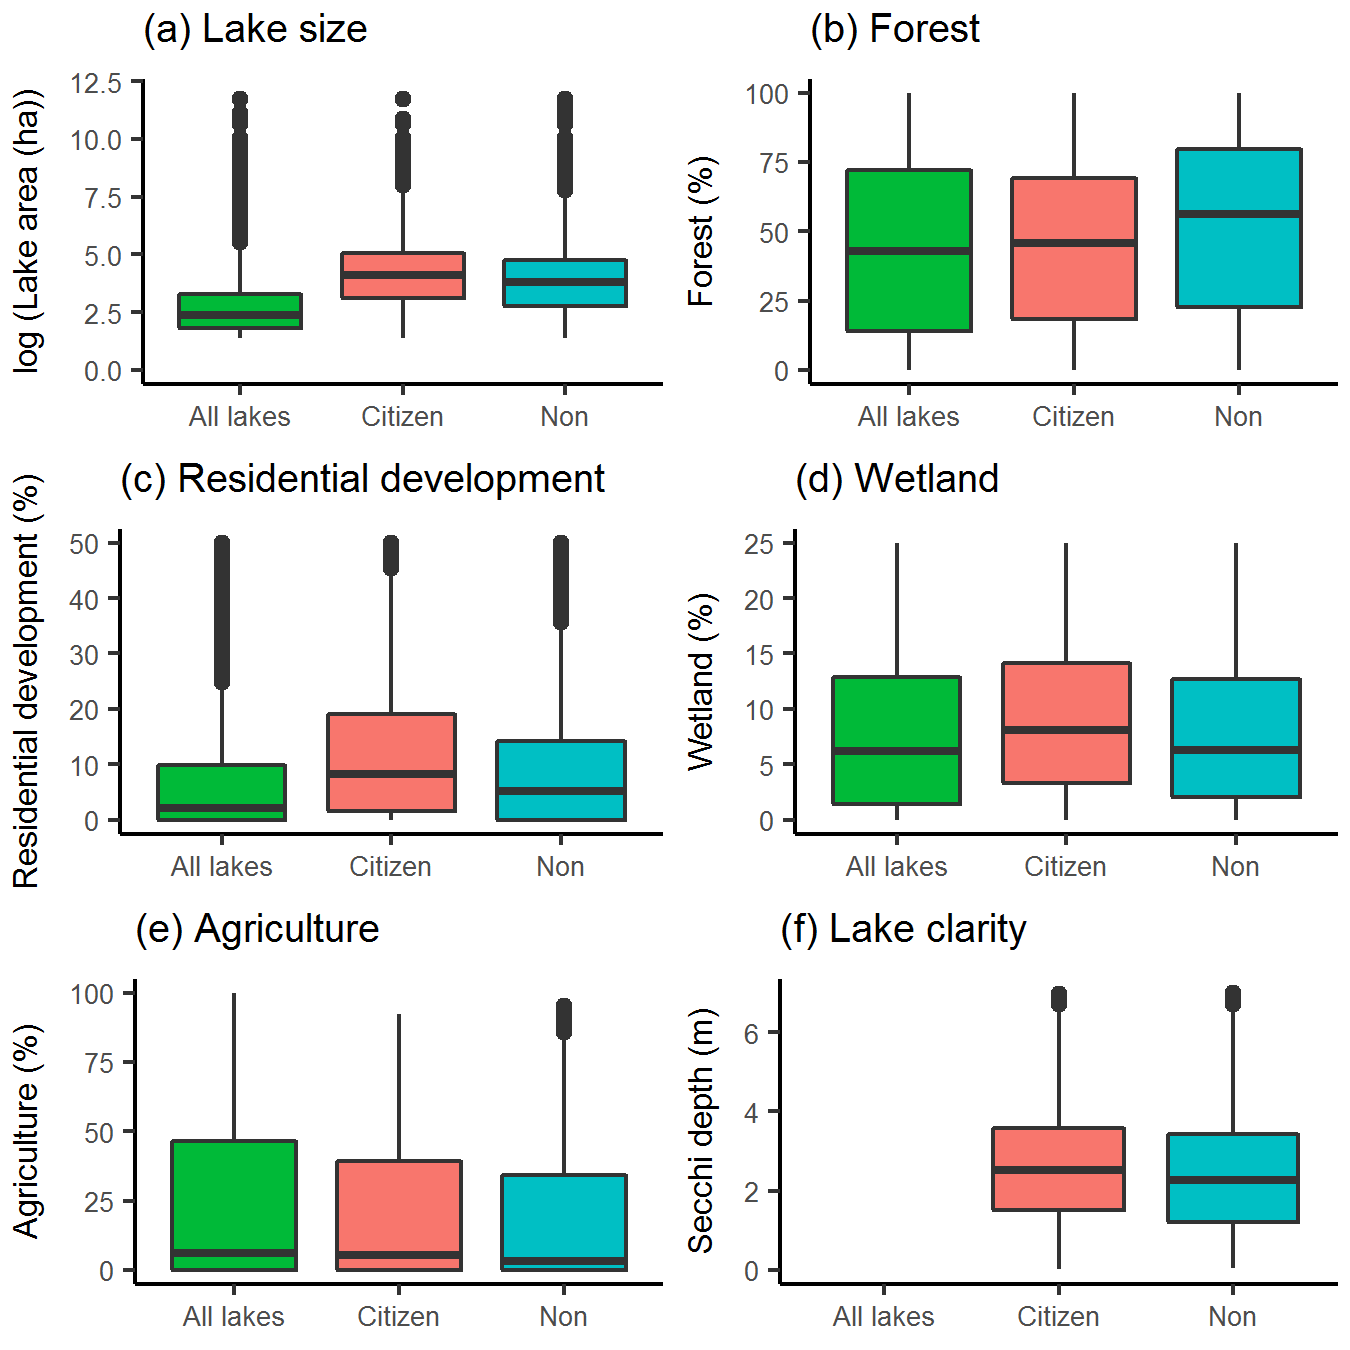 (a) Lake size
log (Lake area (ha))
12.5
10.0
7.5
5.0
2.5
0.0
All lakes Citizen Non
(b) Forest
Forest (%)
100
75
50
25
0
All lakes Citizen Non
(c) Residential development
Residential development (%)
50
40
30
20
10
0
All lakes Citizen Non
(d) Wetland
Wetland (%)
25
20
15
10
5
0
All lakes Citizen Non
(e) Agriculture
Agriculture (%)
100
75
50
25
0
All lakes Citizen Non
(f) Lake clarity
Secchi depth (m)
6
4
2
0
All lakes Citizen Non